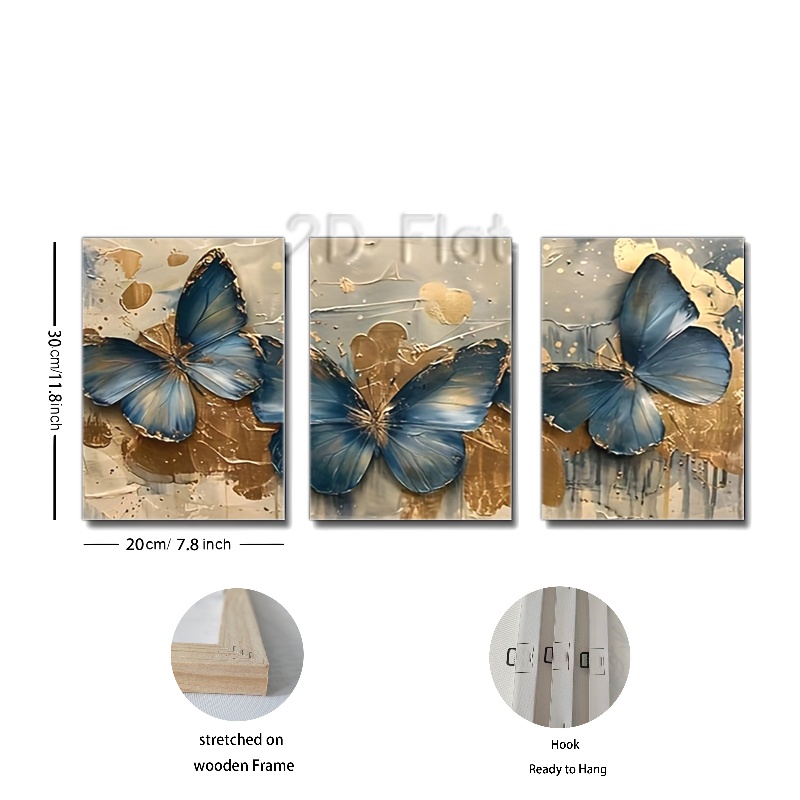 2D Flat
30cm/11.8inch
20cm/ 7.8 inch
stretched on
wooden Frame
Hook
Ready to Hang